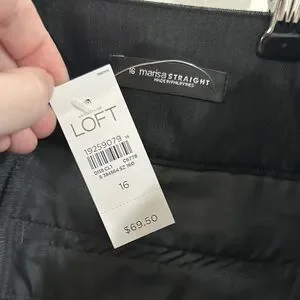 16 marisa STRAIGHT
MADE IN PHILIPPINES
LOFT
19259079
16
$69.50